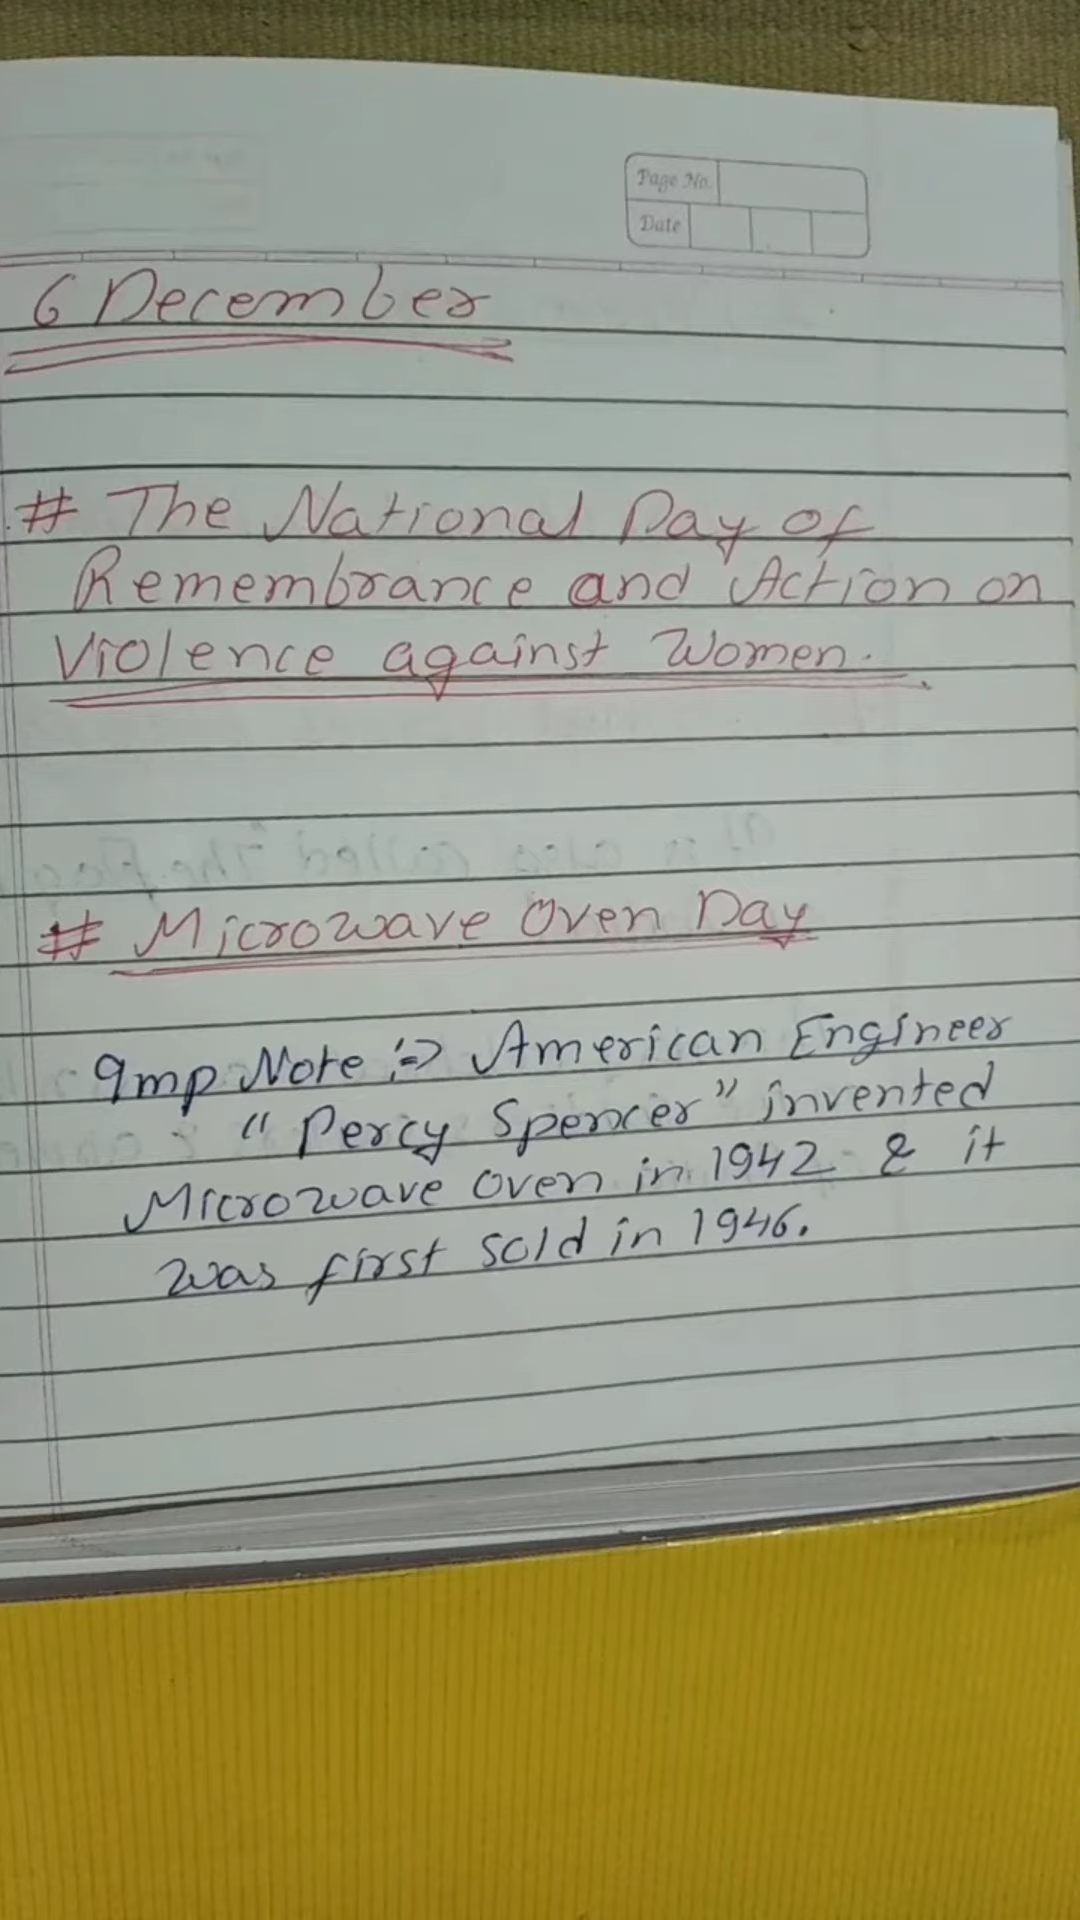 Page No.
Date
6 December
# The National Day of
Remembrance and Action on
Violence against Women.
# Microwave Oven Day
Imp Note :=> American Engineer
"Percy Spencer" invented
Microwave oven in 1942 & it
was first sold in 1946.